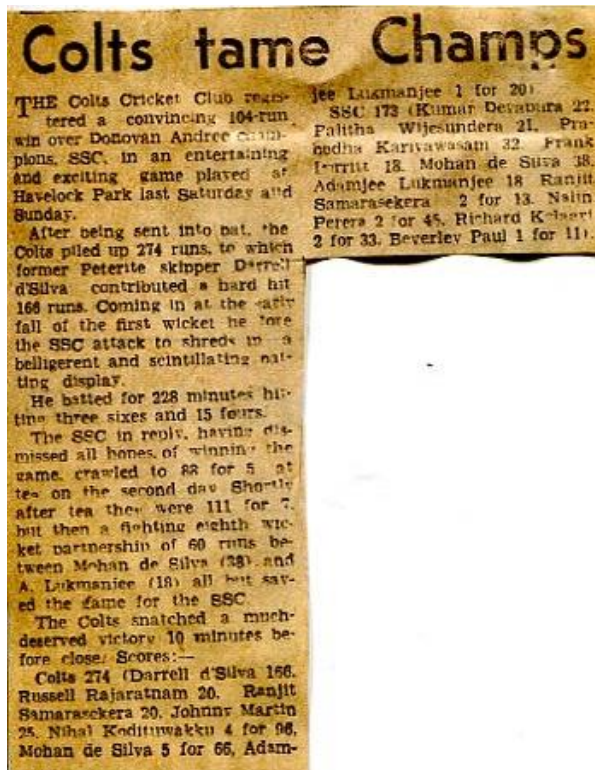 Colts tame Champs
THE Colts Cricket Club regis-
tered a convincing 104-run
win over Donovan Andree cham-
pions, SSC, in an entertaining
and exciting game played at
Havelock Park last Saturday and
Sunday.
After being sent into bat, the
Colts piled up 274 runs, to which
former Peterite skipper Darrell
d'Silva contributed a hard hit
166 runs. Coming in at the early
fall of the first wicket he tore
the SSC attack to shreds in a
belligerent and scintillating bat-
ting display.
He batted for 228 minutes hit-
ting three sixes and 15 fours.
The SSC in reply, having dis-
missed all hopes of winning the
game, crawled to 88 for 5 at
tea on the second day Shortly
after tea they were 111 for 7,
but then a fighting eighth wic-
ket partnership of 60 runs be-
tween Mohan de Silva (38) and
A. Lukmanjee (18) all but sav-
ed the game for the SSC
The Colts snatched a much-
deserved victory 10 minutes be-
fore close. Scores:—
Colts 274 (Darrell d'Silva 166,
Russell Rajaratnam 20, Ranjit
Samarasekera 20, Johnny Martin
25, Nihal Kodituwakku 4 for 96,
Mohan de Silva 5 for 66, Adam-
jee Lukmanjee 1 for 20)
SSC 173 (Kumar Devapura 22,
Palitha Wijesundera 21, Pra-
bodha Kariyawasam 32, Frank
18, Mohan de Silva 38,
Adamjee Lukmanjee 18 Ranjit
Samarasekera 2 for 13, Nalin
Perera 2 for 45, Richard
2 for 33, Beverley Paul 1 for 11).